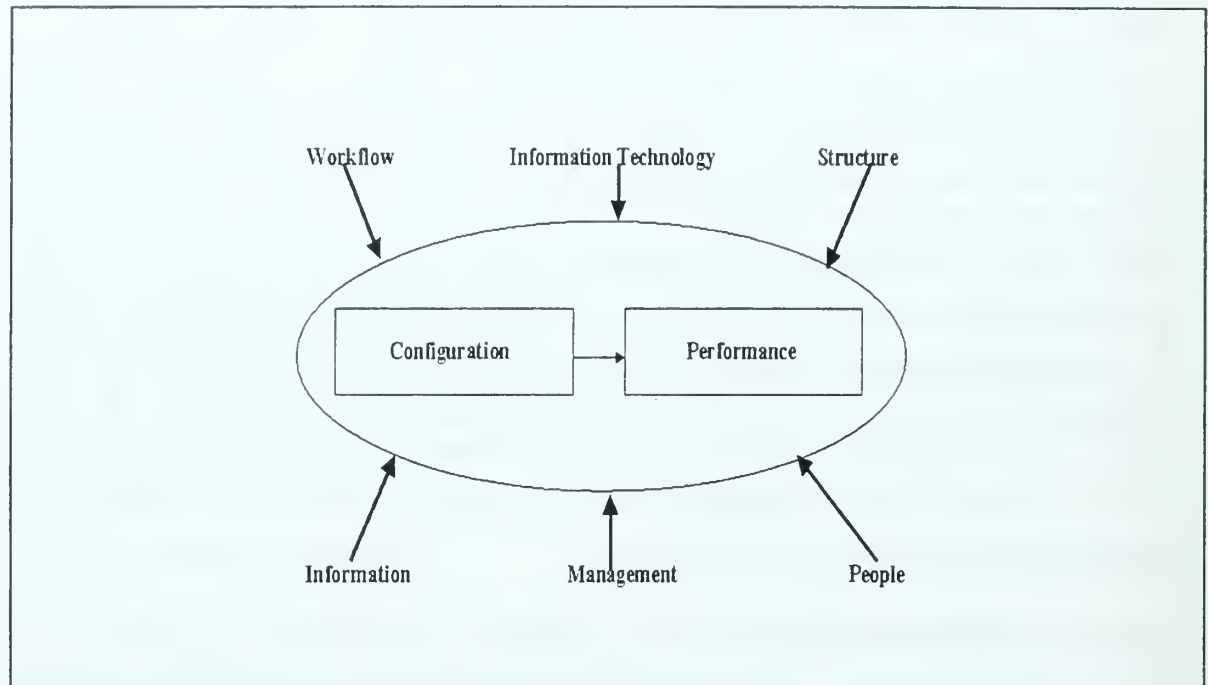 Workflow Information Technology Structure
Configuration Performance
Information Management People